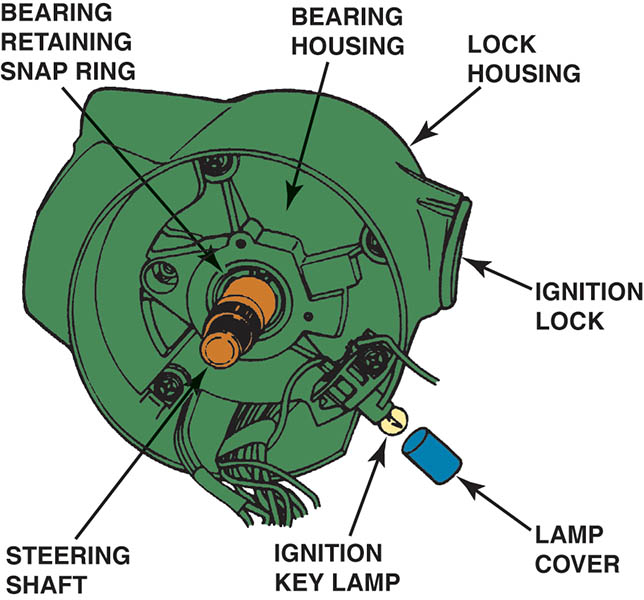 BEARING
RETAINING
SNAP RING
BEARING
HOUSING
LOCK
HOUSING
IGNITION
LOCK
STEERING
SHAFT
IGNITION
KEY LAMP
LAMP
COVER